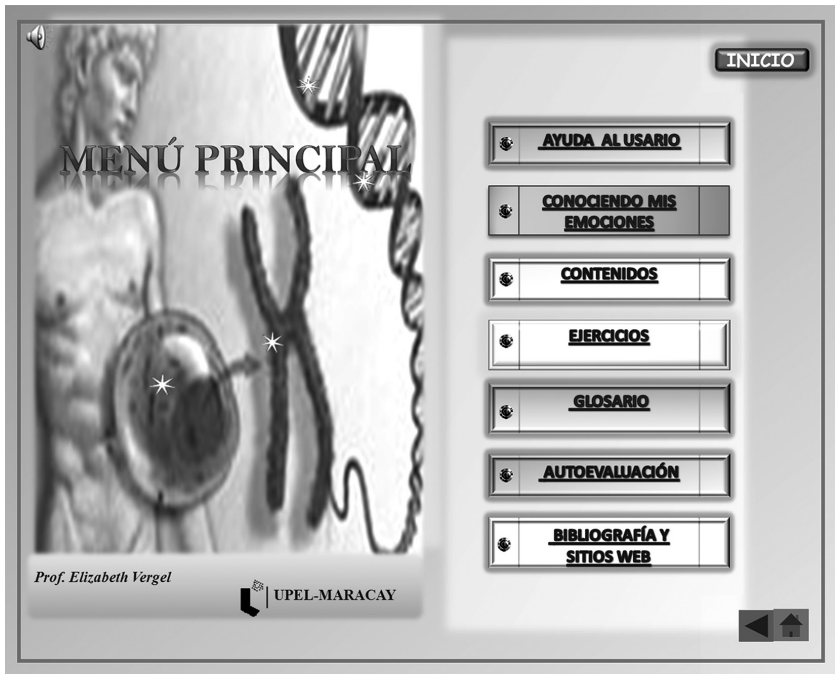 INICIO
MENÚ PRINCIPAL
AYUDA AL USARIO
CONOCIENDO MIS
EMOCIONES
CONTENIDOS
EJERCICIOS
GLOSARIO
AUTOEVALUACIÓN
BIBLIOGRAFÍA Y
SITIOS WEB
Prof. Elizabeth Vergel
UPEL-MARACAY